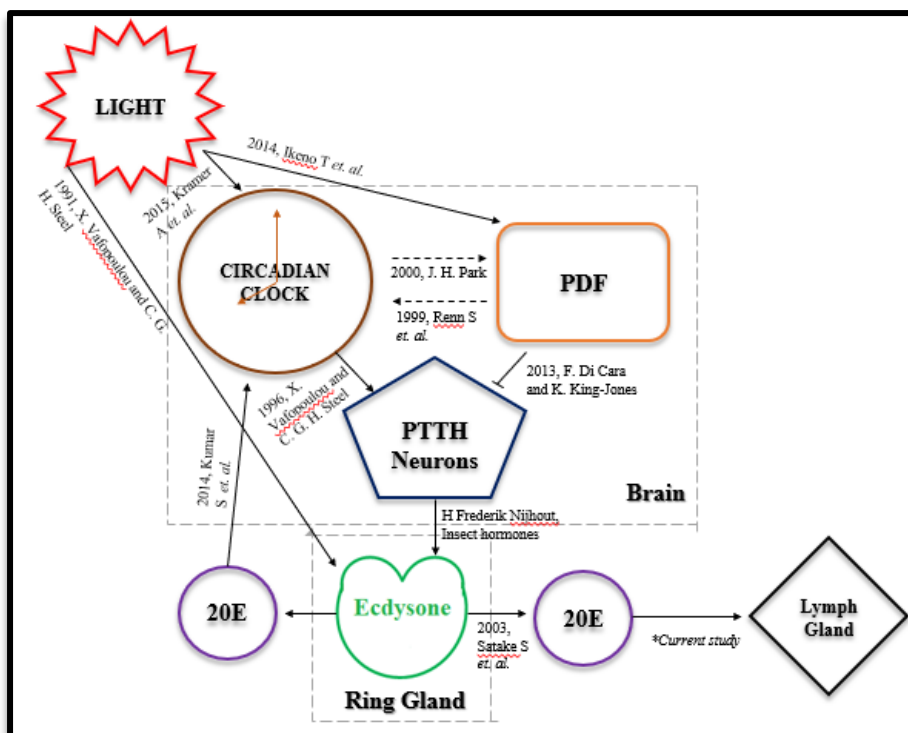 LIGHT
2014, Ikeno T et. al.
2015, Kramer
A et. al.
1991, X. Vafopoulou and C. G.
H. Steel
CIRCADIAN
CLOCK
2000, J. H. Park
1999, Renn S
et. al.
PDF
2013, F. Di Cara
and K. King-Jones
1996, X.
Vafopoulou and
C. G. H. Steel
PTTH
Neurons
Brain
2014, Kumar
S et. al.
H Frederik Nijhout,
Insect hormones
20E
Ecdysone
2003,
Satake S
et. al.
20E
*Current study
Lymph
Gland
Ring Gland